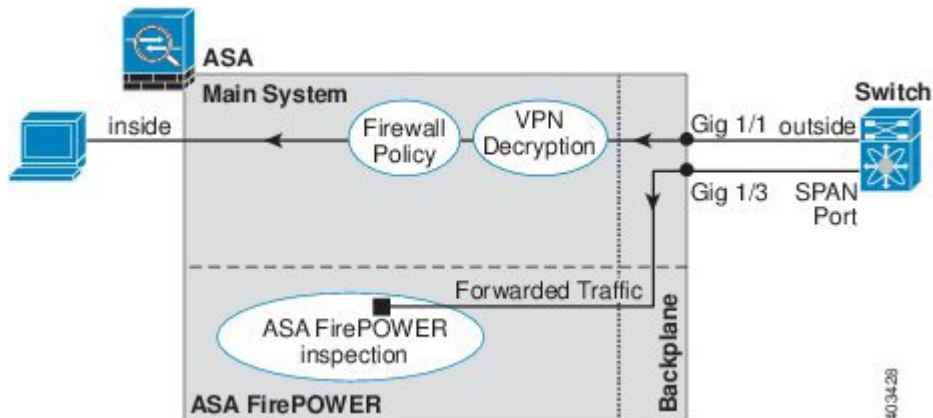 ASA
Main System
Switch
inside
Firewall
Policy
VPN
Decryption
Gig 1/1
outside
Gig 1/3
SPAN
Port
Forwarded Traffic
ASA FirePOWER
inspection
Backplane
ASA FirePOWER
403428